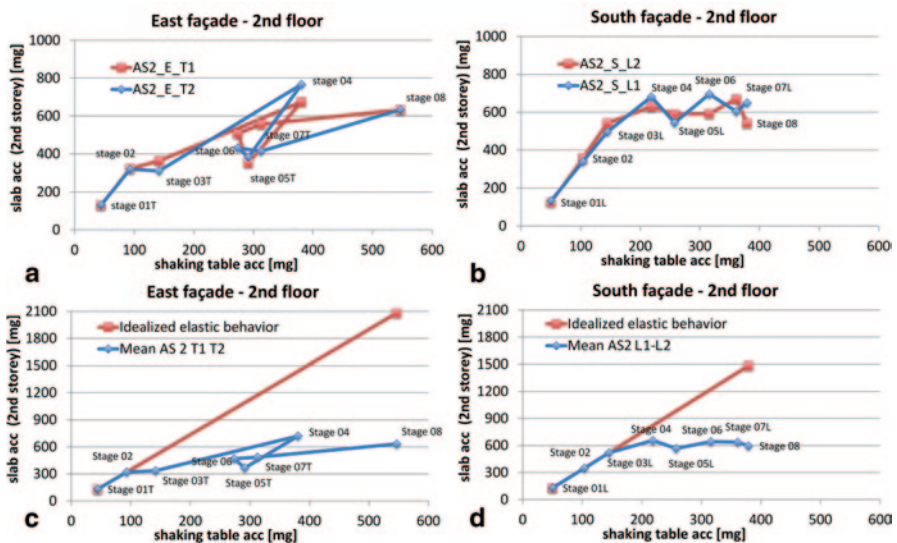 East façade - 2nd floor
slab acc (2nd storey) [mg]
1000
800
600
400
200
0
AS2_E_T1
AS2_E_T2
stage 04
stage 08
stage 02
stage 06
stage 07T
stage 03T
stage 05T
stage 01T
0 100 200 300 400 500 600
shaking table acc [mg]
a
South façade - 2nd floor
slab acc (2nd storey) [mg]
1000
800
600
400
200
0
AS2_S_L2
AS2_S_L1
Stage 04
Stage 06
Stage 07L
Stage 03L
Stage 05L
Stage 08
Stage 02
Stage 01L
0 100 200 300 400 500 600
shaking table acc [mg]
b
East façade - 2nd floor
slab acc (2nd storey) [mg]
2100
1800
1500
1200
900
600
300
0
Idealized elastic behavior
Mean AS 2 T1 T2
Stage 02
Stage 04
Stage 08
Stage 06
Stage 07T
Stage 03T
Stage 05T
Stage 01T
0 100 200 300 400 500 600
shaking table acc [mg]
c
South façade - 2nd floor
slab acc (2nd storey) [mg]
2100
1800
1500
1200
900
600
300
0
Idealized elastic behavior
Mean AS2 L1-L2
Stage 04
Stage 06
Stage 07L
Stage 02
Stage 03L
Stage 05L
Stage 08
Stage 01L
0 100 200 300 400 500 600
shaking table acc [mg]
d